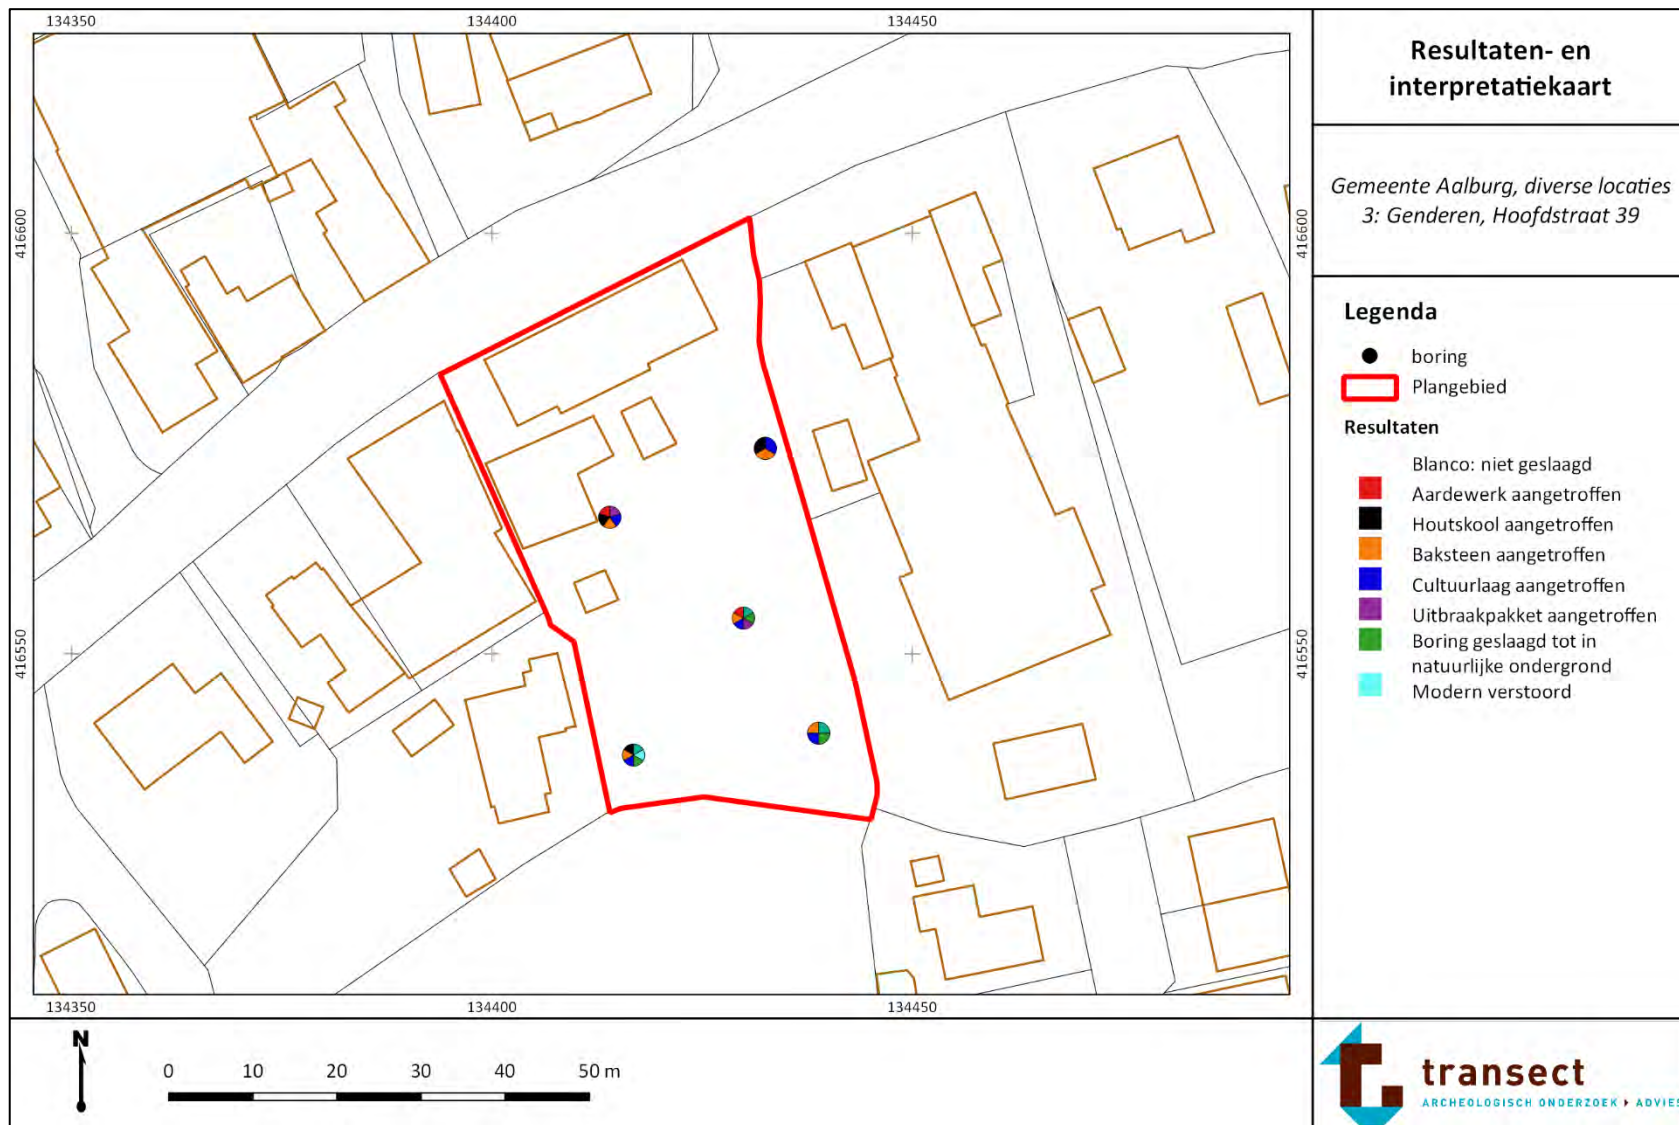 134350
134400
134450
416600
416600
416550
416550
134350
134400
134450
Resultaten- en
interpretatiekaart
Gemeente Aalburg, diverse locaties
3: Genderen, Hoofdstraat 39
Legenda
boring
Plangebied
Resultaten
Blanco: niet geslaagd
Aardewerk aangetroffen
Houtskool aangetroffen
Baksteen aangetroffen
Cultuurlaag aangetroffen
Uitbraakpakket aangetroffen
Boring geslaagd tot in
natuurlijke ondergrond
Modern verstoord
N
0 10 20 30 40 50 m
transect
ARCHEOLOGISCH ONDERZOEK ADVIES